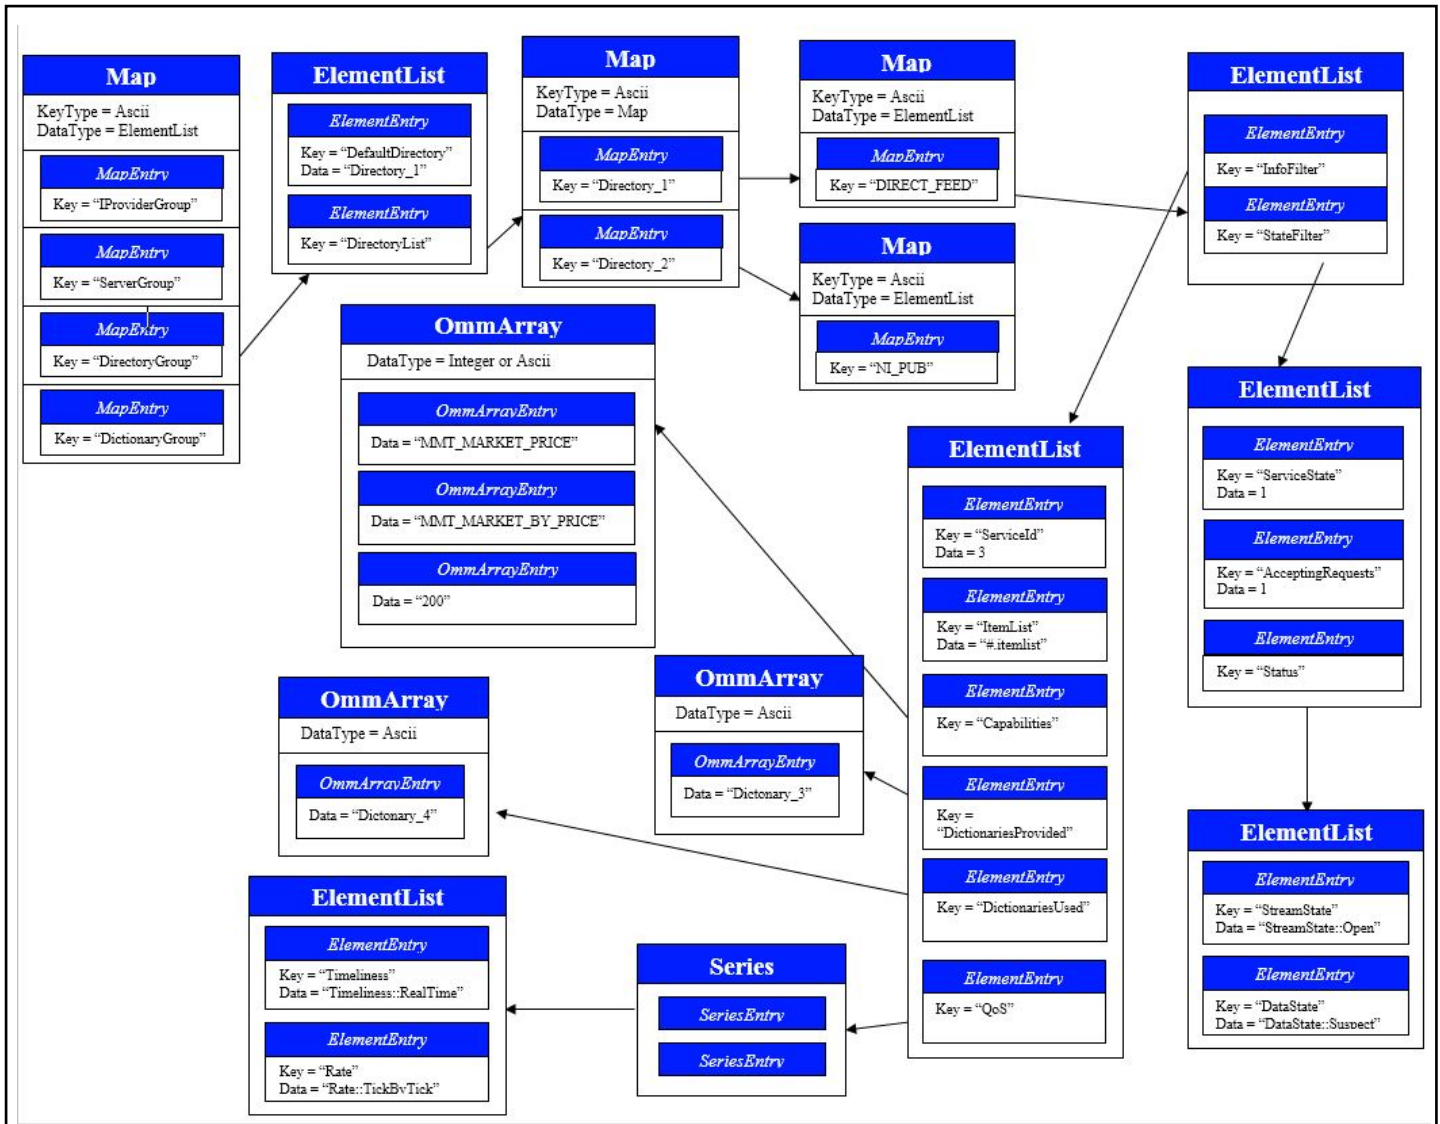 Map
KeyType = Ascii
DataType = ElementList
MapEntry
Key = “IProviderGroup”
MapEntry
Key = “ServerGroup”
MapEntry
Key = “DirectoryGroup”
MapEntry
Key = “DictionaryGroup”
ElementList
ElementEntry
Key = “DefaultDirectory”
Data = “Directory_1”
ElementEntry
Key = “DirectoryList”
Map
KeyType = Ascii
DataType = Map
MapEntry
Key = “Directory_1”
MapEntry
Key = “Directory_2”
Map
KeyType = Ascii
DataType = ElementList
MapEntry
Key = “DIRECT_FEED”
Map
KeyType = Ascii
DataType = ElementList
MapEntry
Key = “NI_PUB”
ElementList
ElementEntry
Key = “InfoFilter”
ElementEntry
Key = “StateFilter”
OmmArray
DataType = Integer or Ascii
OmmArrayEntry
Data = “MMT_MARKET_PRICE”
OmmArrayEntry
Data = “MMT_MARKET_BY_PRICE”
OmmArrayEntry
Data = “200”
ElementList
ElementEntry
Key = “ServiceId”
Data = 3
ElementEntry
Key = “ItemList”
Data = “#.itemlist”
ElementEntry
Key = “Capabilities”
ElementEntry
Key =
“DictionariesProvided”
ElementEntry
Key = “DictionariesUsed”
ElementEntry
Key = “QoS”
ElementList
ElementEntry
Key = “ServiceState”
Data = 1
ElementEntry
Key = “AcceptingRequests”
Data = 1
ElementEntry
Key = “Status”
OmmArray
DataType = Ascii
OmmArrayEntry
Data = “Dictonary_3”
OmmArray
DataType = Ascii
OmmArrayEntry
Data = “Dictonary_4”
ElementList
ElementEntry
Key = “StreamState”
Data = “StreamState::Open”
ElementEntry
Key = “DataState”
Data = “DataState::Suspect”
ElementList
ElementEntry
Key = “Timeliness”
Data = “Timeliness::RealTime”
ElementEntry
Key = “Rate”
Data = “Rate::TickByTick”
Series
SeriesEntry
SeriesEntry